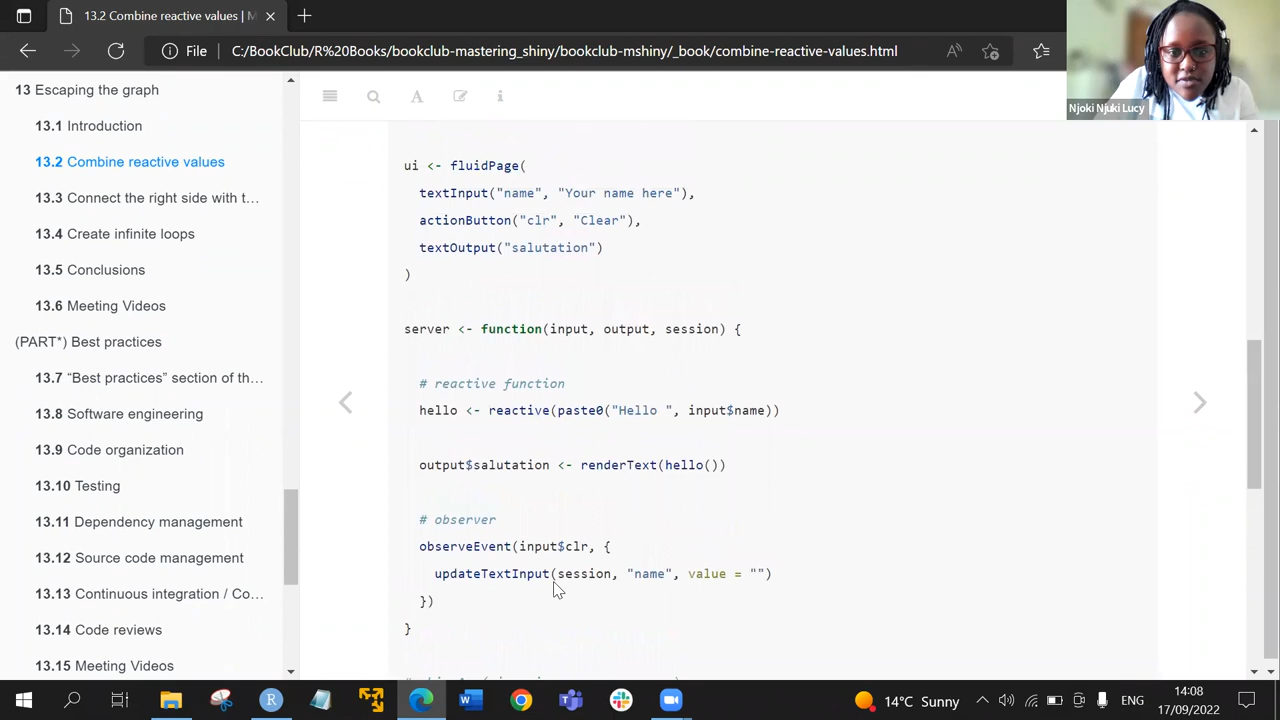 13.2 Combine reactive values | M
File
C:/BookClub/R%20Books/bookclub-mastering_shiny/bookclub-mshiny/_book/combine-reactive-values.html
Njoki Njuki Lucy
13 Escaping the graph
13.1 Introduction
13.2 Combine reactive values
13.3 Connect the right side with t…
13.4 Create infinite loops
13.5 Conclusions
13.6 Meeting Videos
(PART*) Best practices
13.7 “Best practices” section of th…
13.8 Software engineering
13.9 Code organization
13.10 Testing
13.11 Dependency management
13.12 Source code management
13.13 Continuous integration / Co…
13.14 Code reviews
13.15 Meeting Videos
ui <- fluidPage(
textInput("name", "Your name here"),
actionButton("clr", "Clear"),
textOutput("salutation")
)
server <- function(input, output, session) {
# reactive function
hello <- reactive(paste0("Hello ", input$name))
output$salutation <- renderText(hello())
# observer
observeEvent(input$clr, {
updateTextInput(session, "name", value = "")
})
}
14°C Sunny
ENG
14:08
17/09/2022